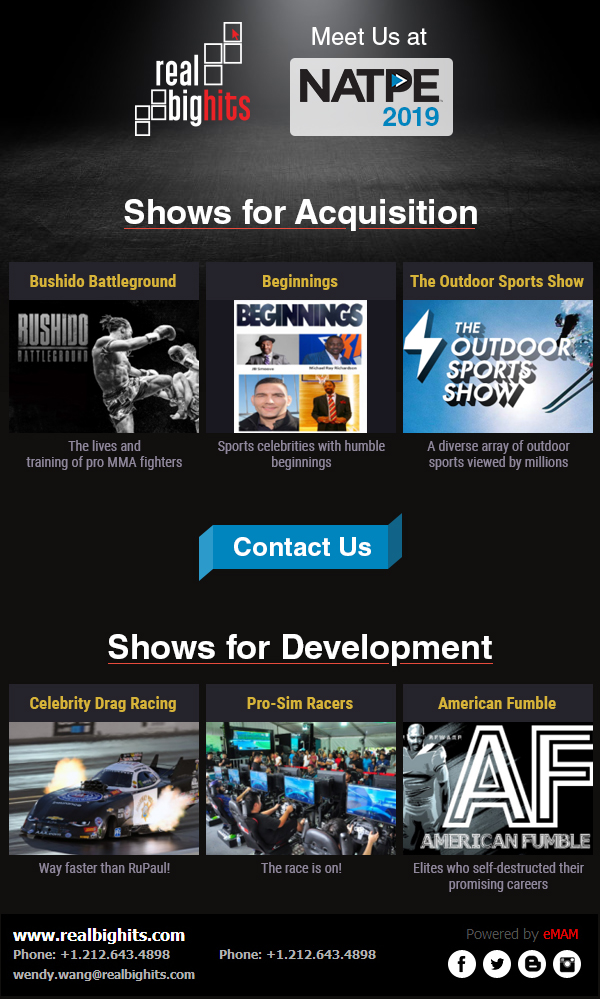 real
bighits
Meet Us at
NATPE
2019
Shows for Acquisition
Bushido Battleground
Beginnings
The Outdoor Sports Show
BUSHIDO
BATTLEGROUND
BEGINNINGS
Michael Ray Richardson
THE
OUTDOOR
SPORTS
SHOW
The lives and
training of pro MMA fighters
Sports celebrities with humble
beginnings
A diverse array of outdoor
sports viewed by millions
Contact Us
Shows for Development
Celebrity Drag Racing
Pro-Sim Racers
American Fumble
AF
AMERICAN FUMBLE
Way faster than RuPaul!
The race is on!
Elites who self-destructed their
promising careers
www.realbighits.com
Phone: +1.212.643.4898
Phone: +1.212.643.4898
wendy.wang@realbighits.com
Powered by eMAM